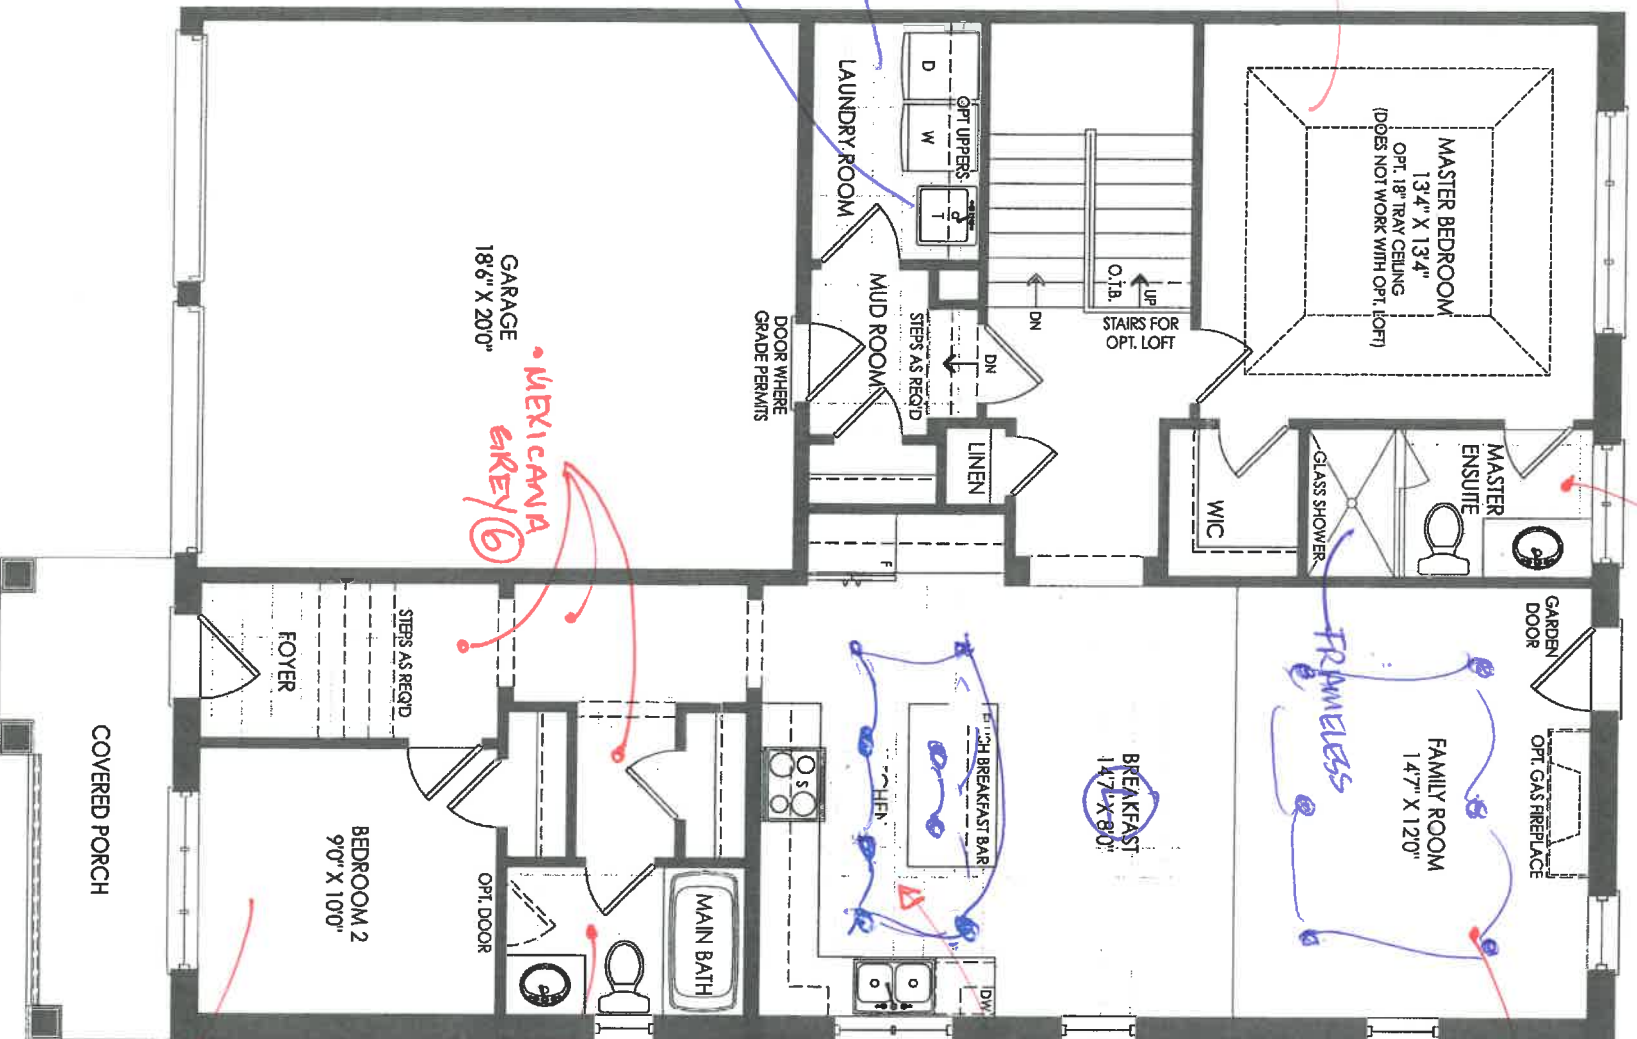 MASTER BEDROOM
13'4" X 13'4"
OPT. 18" TRAY CEILING
(DOES NOT WORK WITH OPT. LOFT)
MASTER
ENSUITE
GLASS SHOWER
WIC
GARDEN
DOOR
OPT. GAS FIREPLACE
FAMILY ROOM
14'7" X 12'0"
FRAMELESS
UP
O.T.B.
STAIRS FOR
OPT. LOFT
DN
DN
OPT UPPERS
D
W
T
LAUNDRY ROOM
STEPS AS REQ'D
MUD ROOM
LINEN
F
BREAKFAST
14'7" X 8'0"
BREAKFAST BAR
S
DW
DOOR WHERE
GRADE PERMITS
GARAGE
18'6" X 20'0"
• MEXICANA
GREY 6
STEPS AS REQ'D
FOYER
MAIN BATH
OPT. DOOR
BEDROOM 2
9'0" X 10'0"
COVERED PORCH